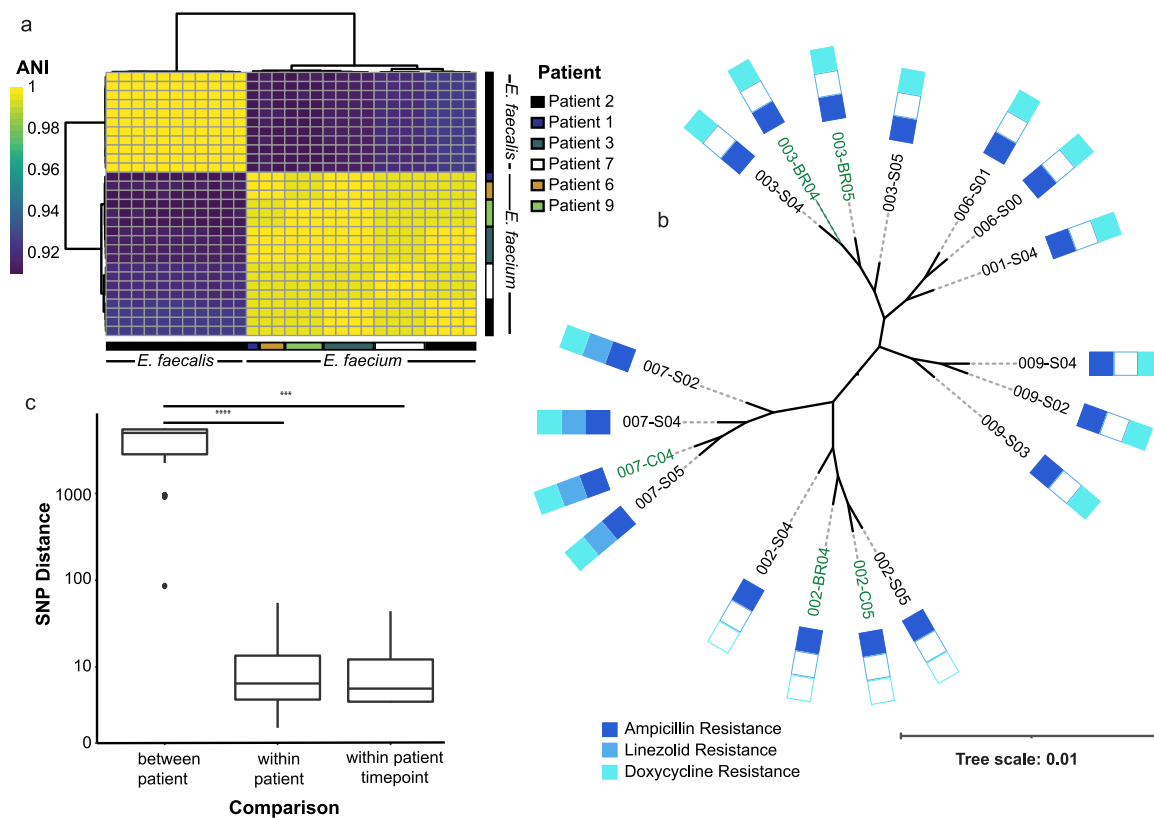 a
ANI
1
0.98
0.96
0.94
0.92
E. faecalis
E. faecium
E. faecalis
E. faecium
Patient
Patient 2
Patient 1
Patient 3
Patient 7
Patient 6
Patient 9
b
003-S04
003-BR04
003-BR05
003-S05
006-S01
006-S00
001-S04
009-S04
009-S02
009-S03
002-S05
002-C05
002-BR04
002-S04
007-S05
007-C04
007-S04
007-S02
Ampicillin Resistance
Linezolid Resistance
Doxycycline Resistance
Tree scale: 0.01
c
***
****
SNP Distance
1000
100
10
0
between
patient
within
patient
within patient
timepoint
Comparison